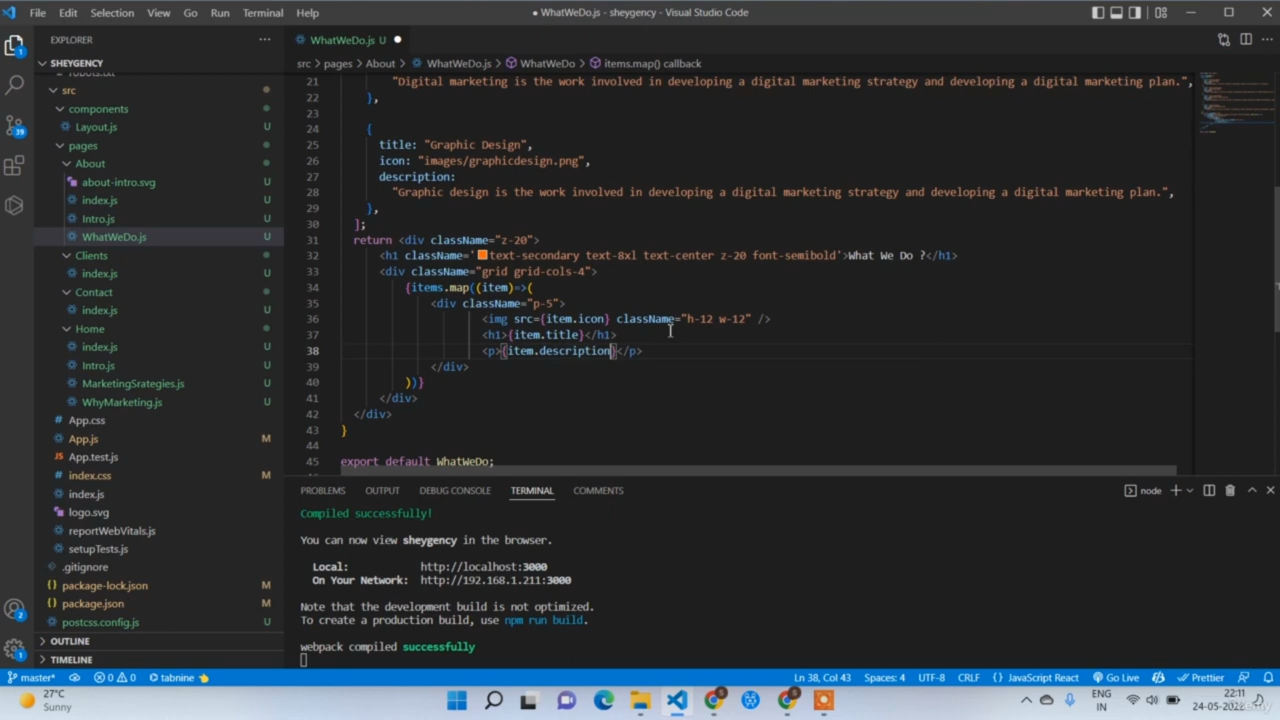 File Edit Selection View Go Run Terminal Help
● WhatWeDo.js - sheygency - Visual Studio Code
EXPLORER
WhatWeDo.js U
SHEYGENCY
src > pages > About > WhatWeDo.js > WhatWeDo > items.map() callback
robots.txt
src
components
Layout.js U
pages
About
about-intro.svg U
index.js U
Intro.js U
WhatWeDo.js U
Clients
index.js U
Contact
index.js U
Home
index.js U
Intro.js U
MarketingSrategies.js U
WhyMarketing.js U
App.css
App.js M
App.test.js
index.css M
index.js
logo.svg
reportWebVitals.js
setupTests.js
.gitignore
package-lock.json M
package.json M
postcss.config.js U
OUTLINE
TIMELINE
21 "Digital marketing is the work involved in developing a digital marketing strategy and developing a digital marketing plan.",
22 },
23
24 {
25 title: "Graphic Design",
26 icon: "images/graphicdesign.png",
27 description:
28 "Graphic design is the work involved in developing a digital marketing strategy and developing a digital marketing plan.",
29 },
30 ];
31 return <div className="z-20">
32 <h1 className='text-secondary text-8xl text-center z-20 font-semibold'>What We Do ?</h1>
33 <div className="grid grid-cols-4">
34 {items.map((item)=>(
35 <div className="p-5">
36 <img src={item.icon} className="h-12 w-12" />
37 <h1>{item.title}</h1>
38 <p>{item.description}</p>
39 </div>
40 ))}
41 </div>
42 </div>
43 }
44
45 export default WhatWeDo;
PROBLEMS OUTPUT DEBUG CONSOLE TERMINAL COMMENTS
node
Compiled successfully!
You can now view sheygency in the browser.
Local: http://localhost:3000
On Your Network: http://192.168.1.211:3000
Note that the development build is not optimized.
To create a production build, use npm run build.
webpack compiled successfully
master* 0 0 tabnine Ln 38, Col 43 Spaces: 4 UTF-8 CRLF {} JavaScript React Go Live Prettier
27°C
Sunny
ENG
IN
22:11
24-05-2022